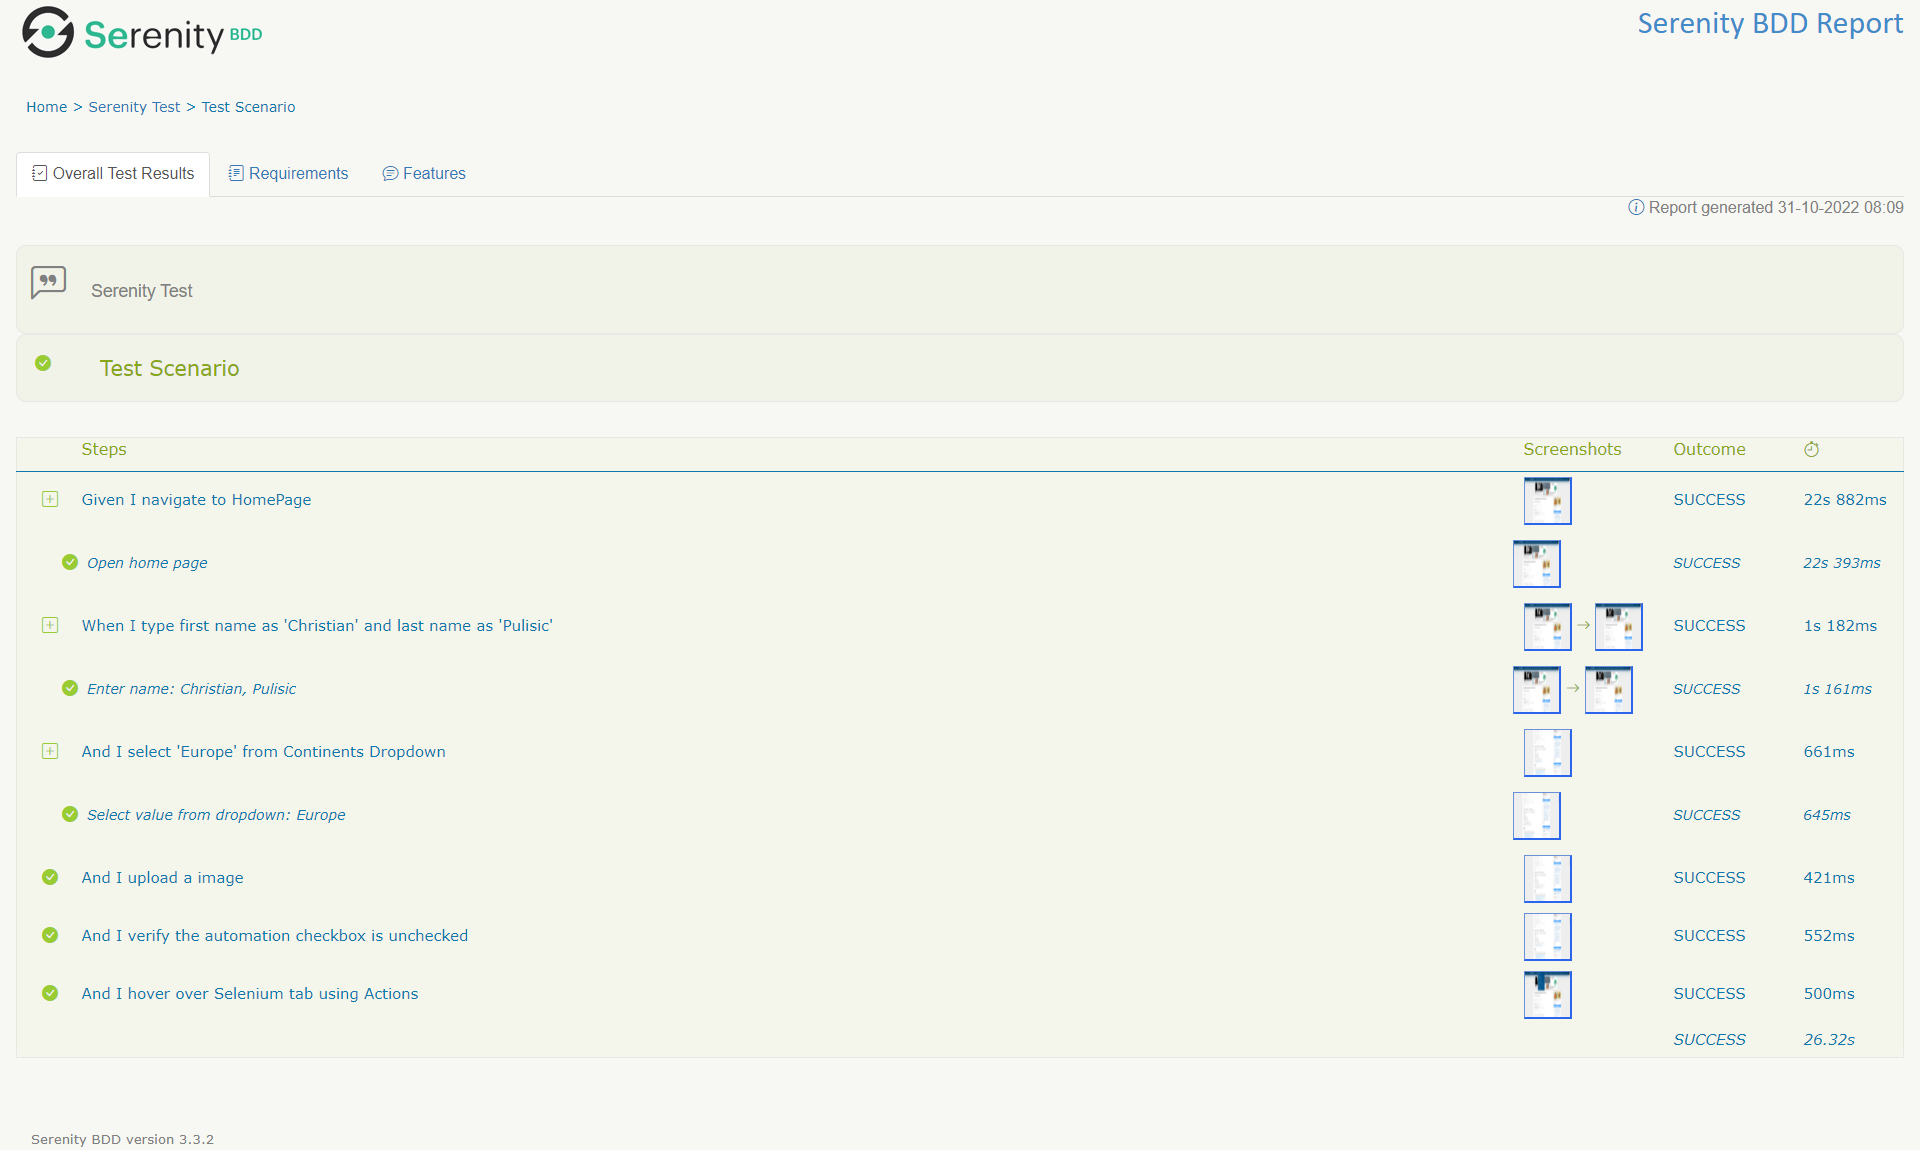 Serenity BDD
Serenity BDD Report
Home > Serenity Test > Test Scenario
Overall Test Results Requirements Features
Report generated 31-10-2022 08:09
Serenity Test
Test Scenario
Steps Screenshots Outcome
Given I navigate to HomePage SUCCESS 22s 882ms
Open home page SUCCESS 22s 393ms
When I type first name as 'Christian' and last name as 'Pulisic' SUCCESS 1s 182ms
Enter name: Christian, Pulisic SUCCESS 1s 161ms
And I select 'Europe' from Continents Dropdown SUCCESS 661ms
Select value from dropdown: Europe SUCCESS 645ms
And I upload a image SUCCESS 421ms
And I verify the automation checkbox is unchecked SUCCESS 552ms
And I hover over Selenium tab using Actions SUCCESS 500ms
SUCCESS 26.32s
Serenity BDD version 3.3.2